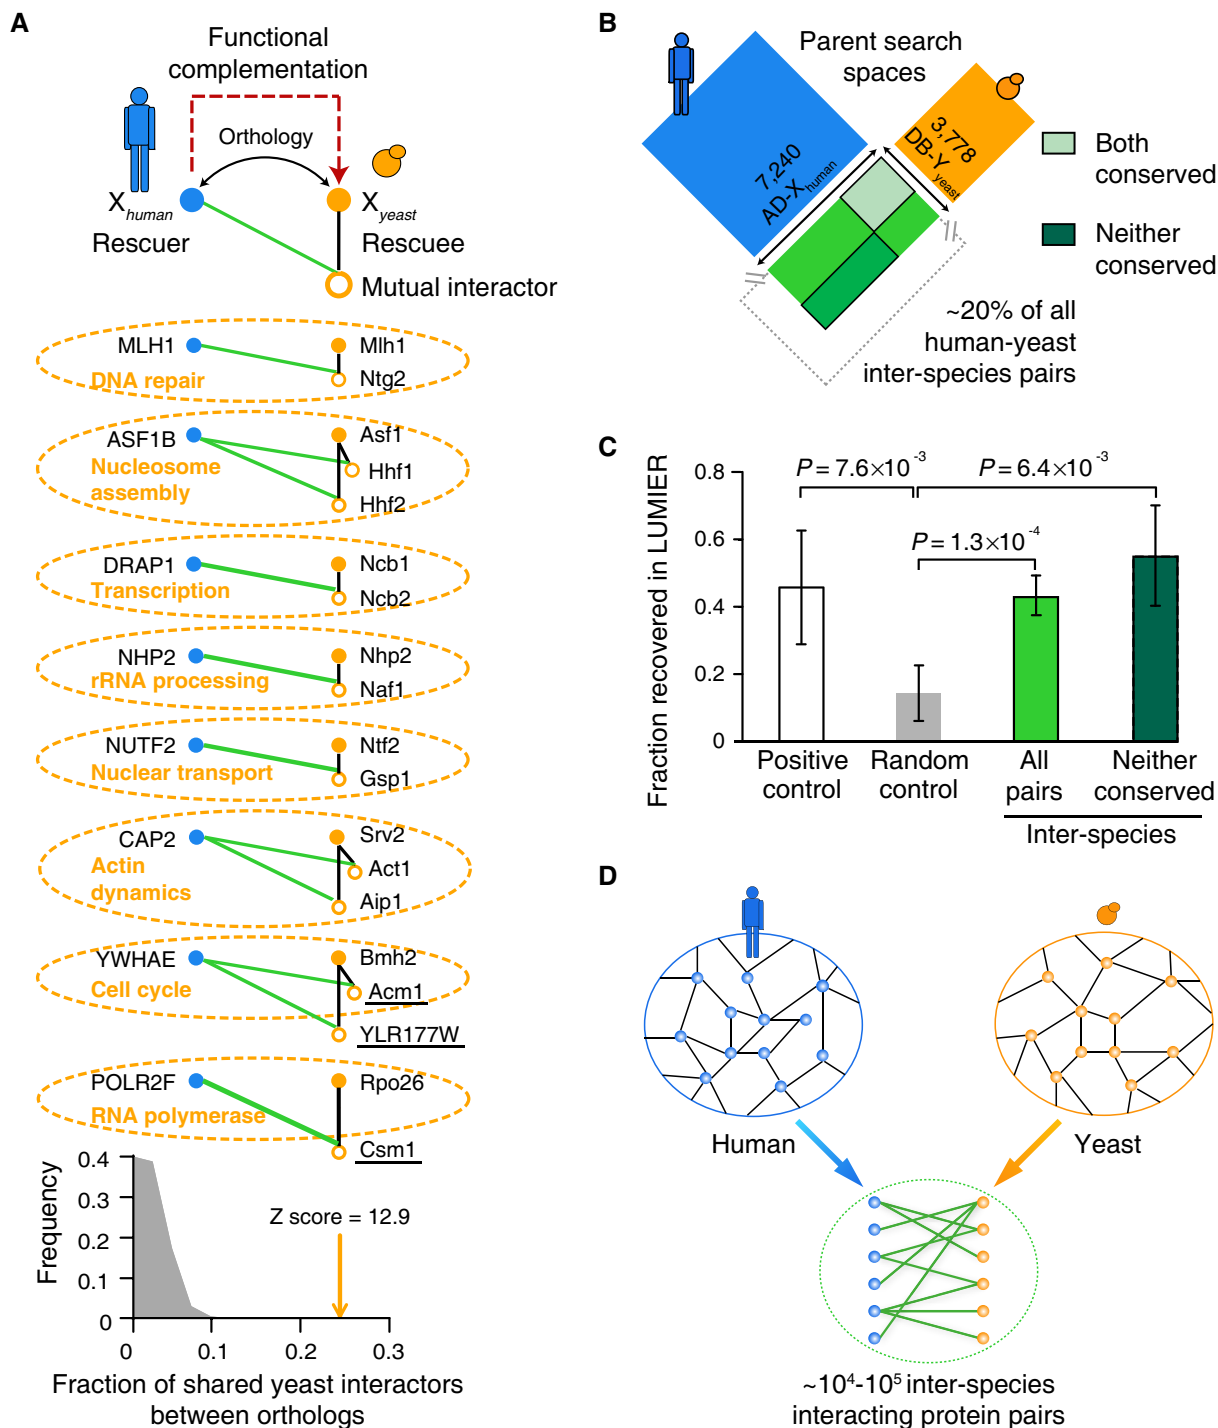 A
Functional
complementation
Orthology
X human
X yeast
Rescuer
Rescuee
Mutual interactor
MLH1
Mlh1
DNA repair
Ntg2
ASF1B
Asf1
Nucleosome
assembly
Hhf1
Hhf2
DRAP1
Ncb1
Transcription
Ncb2
NHP2
Nhp2
rRNA processing
Naf1
NUTF2
Ntf2
Nuclear transport
Gsp1
CAP2
Srv2
Actin
dynamics
Act1
Aip1
YWHAE
Bmh2
Cell cycle
Acm1
YLR177W
POLR2F
Rpo26
RNA polymerase
Csm1
Frequency
0.4
0.3
0.2
0.1
0
Z score = 12.9
0
0.1
0.2
0.3
Fraction of shared yeast interactors
between orthologs
B
Parent search
spaces
7,240
AD-X human
3,778
DB-Y yeast
Both
conserved
Neither
conserved
~20% of all
human-yeast
inter-species pairs
C
Fraction recovered in LUMIER
0.8
0.6
0.4
0.2
0
P = 7.6×10⁻³
P = 6.4×10⁻³
P = 1.3×10⁻⁴
Positive
control
Random
control
All
pairs
Neither
conserved
Inter-species
D
Human
Yeast
~10⁴-10⁵ inter-species
interacting protein pairs